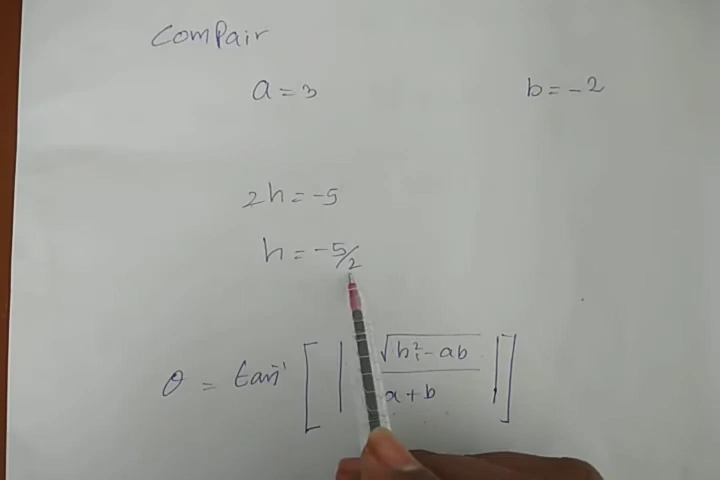 ComPair
a = 3 b = -2
2h = -5
h = -5/2
θ = tan⁻¹ [ | √h²-ab / a+b | ]